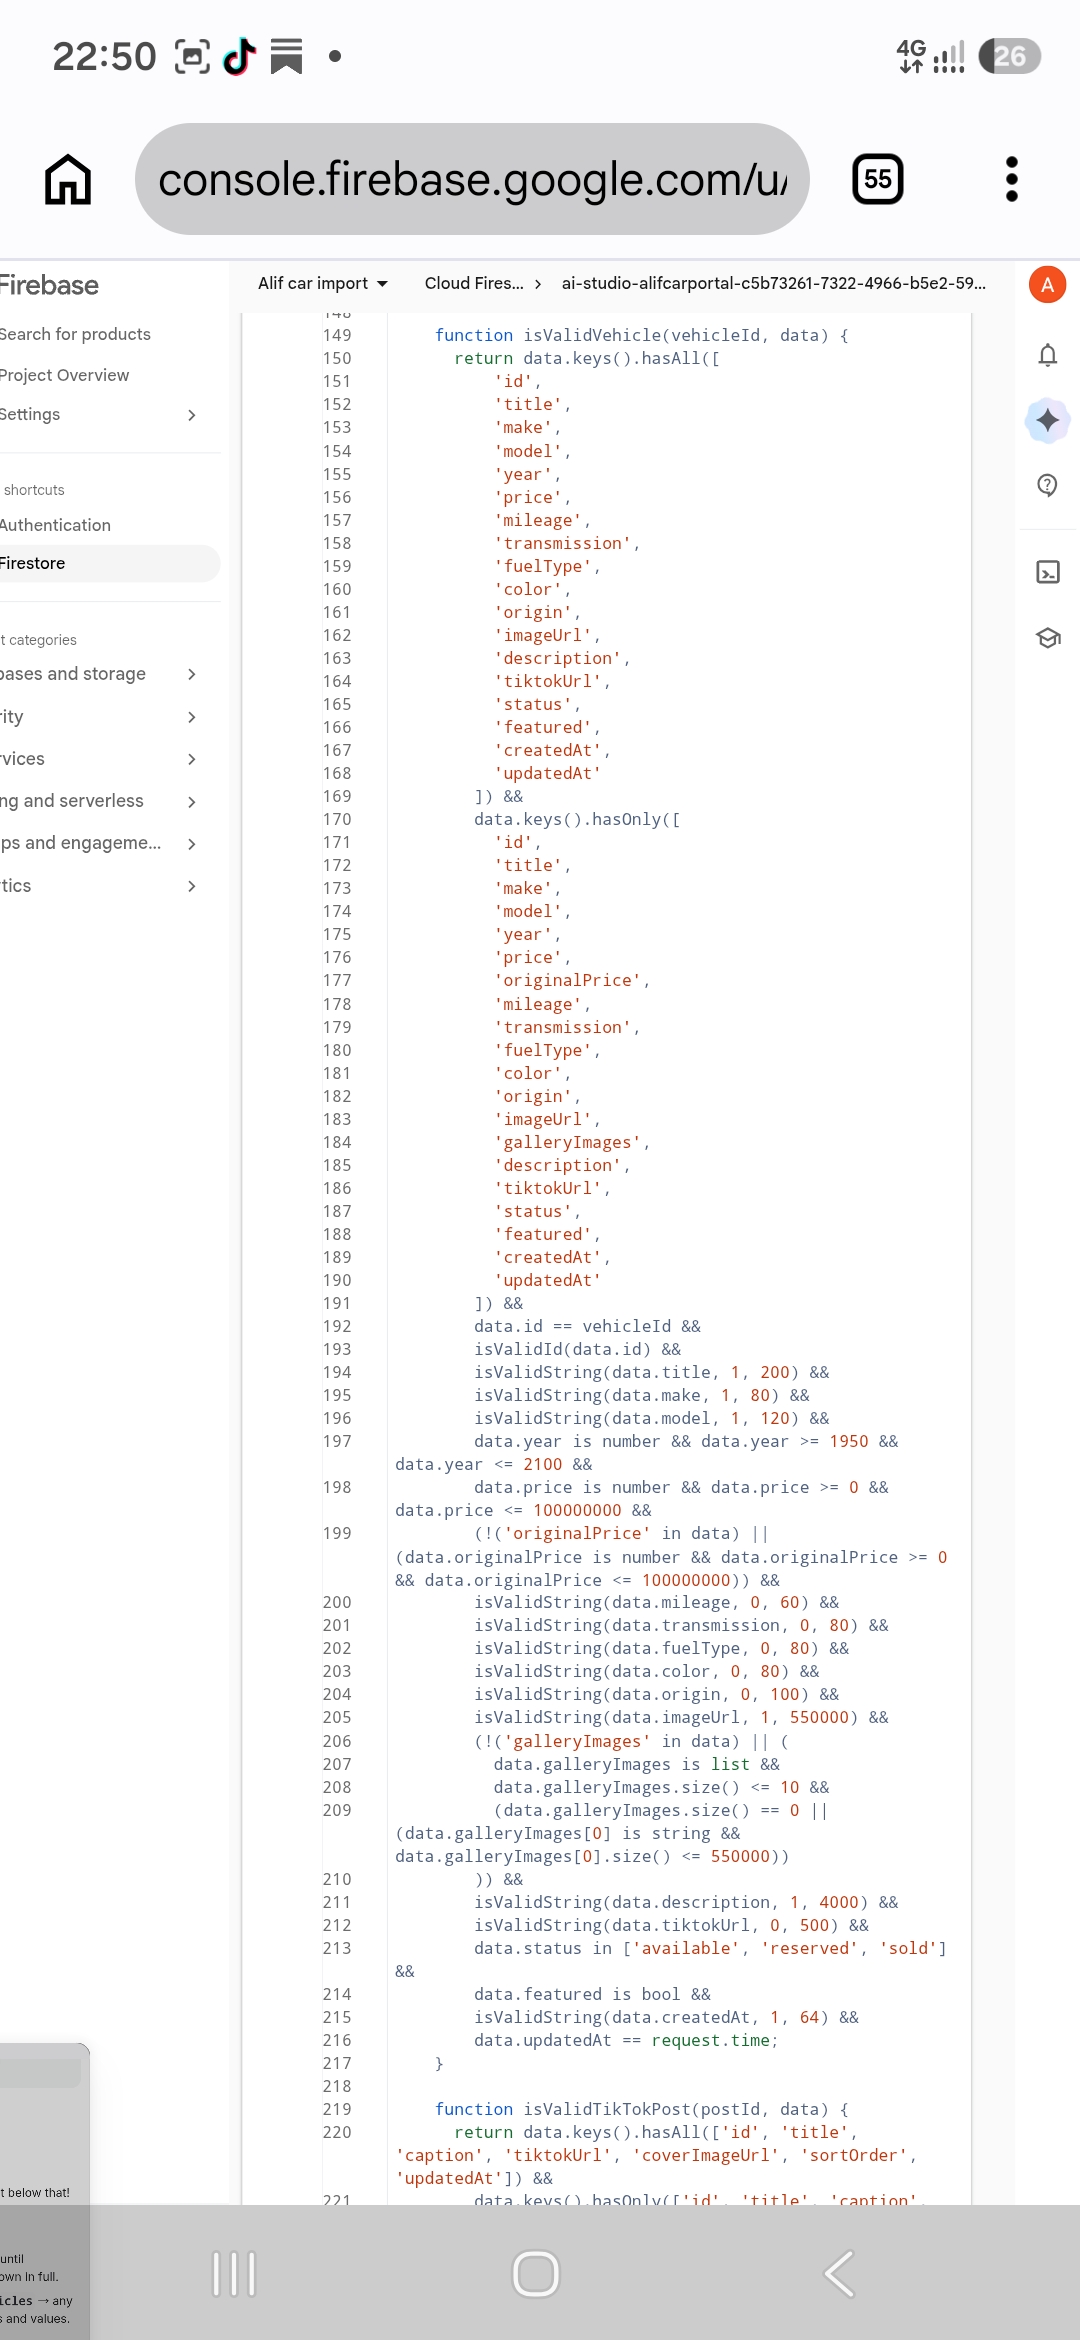 22:50
4G
26
console.firebase.google.com/u/
55
Firebase
Alif car import
Cloud Fires... > ai-studio-alifcarportal-c5b73261-7322-4966-b5e2-59...
A
Search for products
Project Overview
Settings
shortcuts
Authentication
Firestore
t categories
bases and storage
rity
rvices
ng and serverless
ps and engageme...
tics
148
149 function isValidVehicle(vehicleId, data) {
150 return data.keys().hasAll([
151 'id',
152 'title',
153 'make',
154 'model',
155 'year',
156 'price',
157 'mileage',
158 'transmission',
159 'fuelType',
160 'color',
161 'origin',
162 'imageUrl',
163 'description',
164 'tiktokUrl',
165 'status',
166 'featured',
167 'createdAt',
168 'updatedAt'
169 ]) &&
170 data.keys().hasOnly([
171 'id',
172 'title',
173 'make',
174 'model',
175 'year',
176 'price',
177 'originalPrice',
178 'mileage',
179 'transmission',
180 'fuelType',
181 'color',
182 'origin',
183 'imageUrl',
184 'galleryImages',
185 'description',
186 'tiktokUrl',
187 'status',
188 'featured',
189 'createdAt',
190 'updatedAt'
191 ]) &&
192 data.id == vehicleId &&
193 isValidId(data.id) &&
194 isValidString(data.title, 1, 200) &&
195 isValidString(data.make, 1, 80) &&
196 isValidString(data.model, 1, 120) &&
197 data.year is number && data.year >= 1950 &&
data.year <= 2100 &&
198 data.price is number && data.price >= 0 &&
data.price <= 100000000 &&
199 (!('originalPrice' in data) ||
(data.originalPrice is number && data.originalPrice >= 0
&& data.originalPrice <= 100000000)) &&
200 isValidString(data.mileage, 0, 60) &&
201 isValidString(data.transmission, 0, 80) &&
202 isValidString(data.fuelType, 0, 80) &&
203 isValidString(data.color, 0, 80) &&
204 isValidString(data.origin, 0, 100) &&
205 isValidString(data.imageUrl, 1, 550000) &&
206 (!('galleryImages' in data) || (
207 data.galleryImages is list &&
208 data.galleryImages.size() <= 10 &&
209 (data.galleryImages.size() == 0 ||
(data.galleryImages[0] is string &&
data.galleryImages[0].size() <= 550000))
210 )) &&
211 isValidString(data.description, 1, 4000) &&
212 isValidString(data.tiktokUrl, 0, 500) &&
213 data.status in ['available', 'reserved', 'sold']
&&
214 data.featured is bool &&
215 isValidString(data.createdAt, 1, 64) &&
216 data.updatedAt == request.time;
217 }
218
219 function isValidTikTokPost(postId, data) {
220 return data.keys().hasAll(['id', 'title',
'caption', 'tiktokUrl', 'coverImageUrl', 'sortOrder',
'updatedAt']) &&
221 data.keys().hasOnly(['id', 'title', 'caption',
t below that!
until
own in full.
icles → any
s and values.